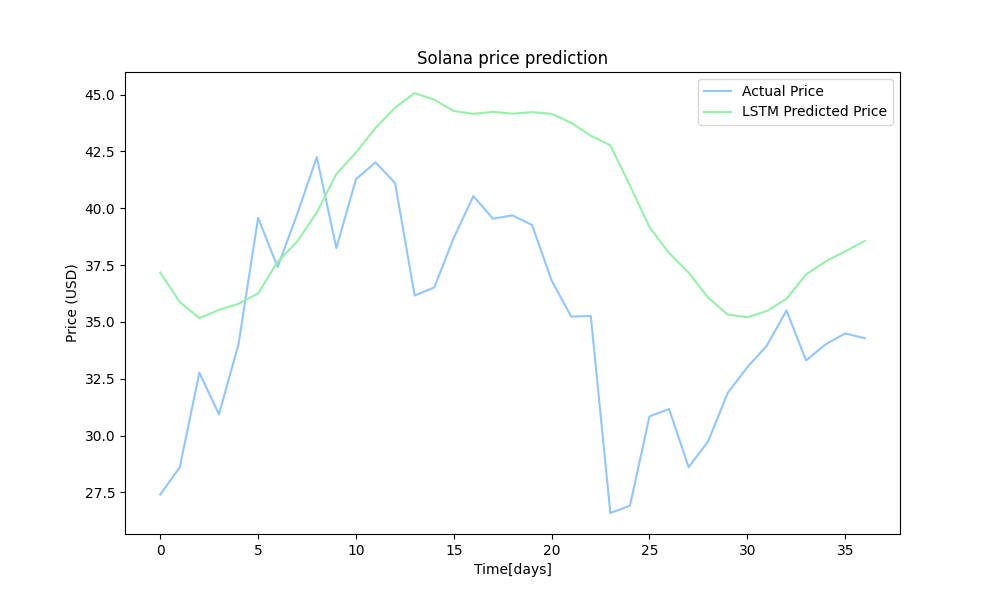 Solana price prediction
Actual Price
LSTM Predicted Price
Price (USD)
45.0
42.5
40.0
37.5
35.0
32.5
30.0
27.5
0 5 10 15 20 25 30 35
Time[days]